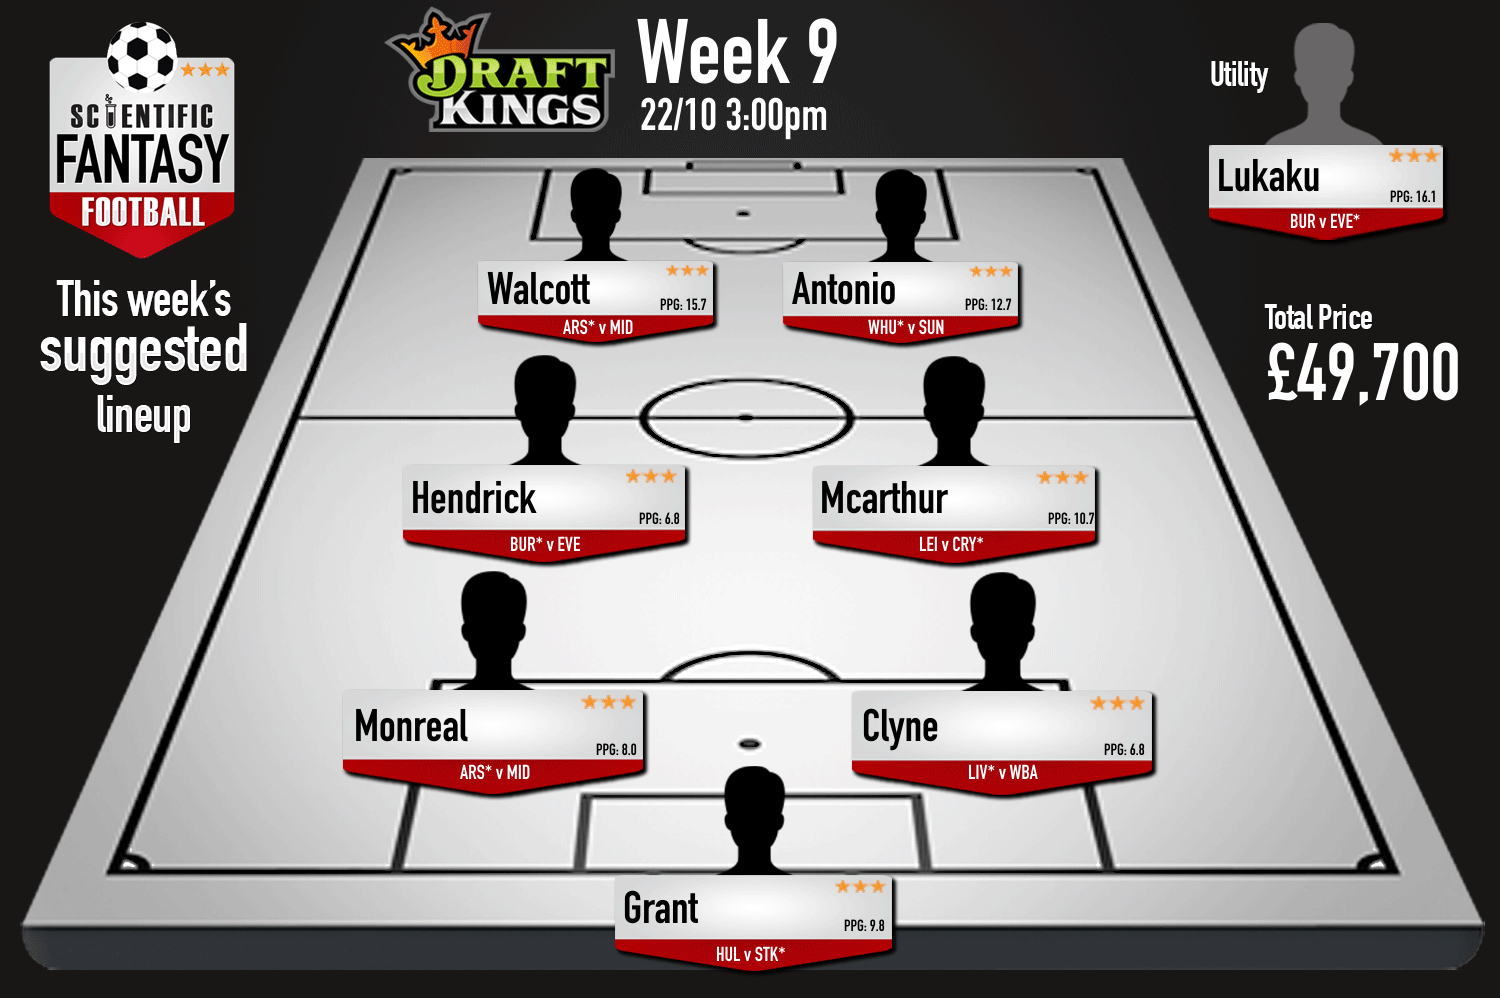 SCIENTIFIC
FANTASY
FOOTBALL
This week's
suggested
lineup
DRAFT
KINGS
Week 9
22/10 3:00pm
Utility
Lukaku
PPG: 16.1
BUR v EVE*
Total Price
£49,700
Walcott
PPG: 15.7
ARS* v MID
Antonio
PPG: 12.7
WHU* v SUN
Hendrick
PPG: 6.8
BUR* v EVE
Mcarthur
PPG: 10.7
LEI v CRY*
Monreal
PPG: 8.0
ARS* v MID
Clyne
PPG: 6.8
LIV* v WBA
Grant
PPG: 9.8
HUL v STK*